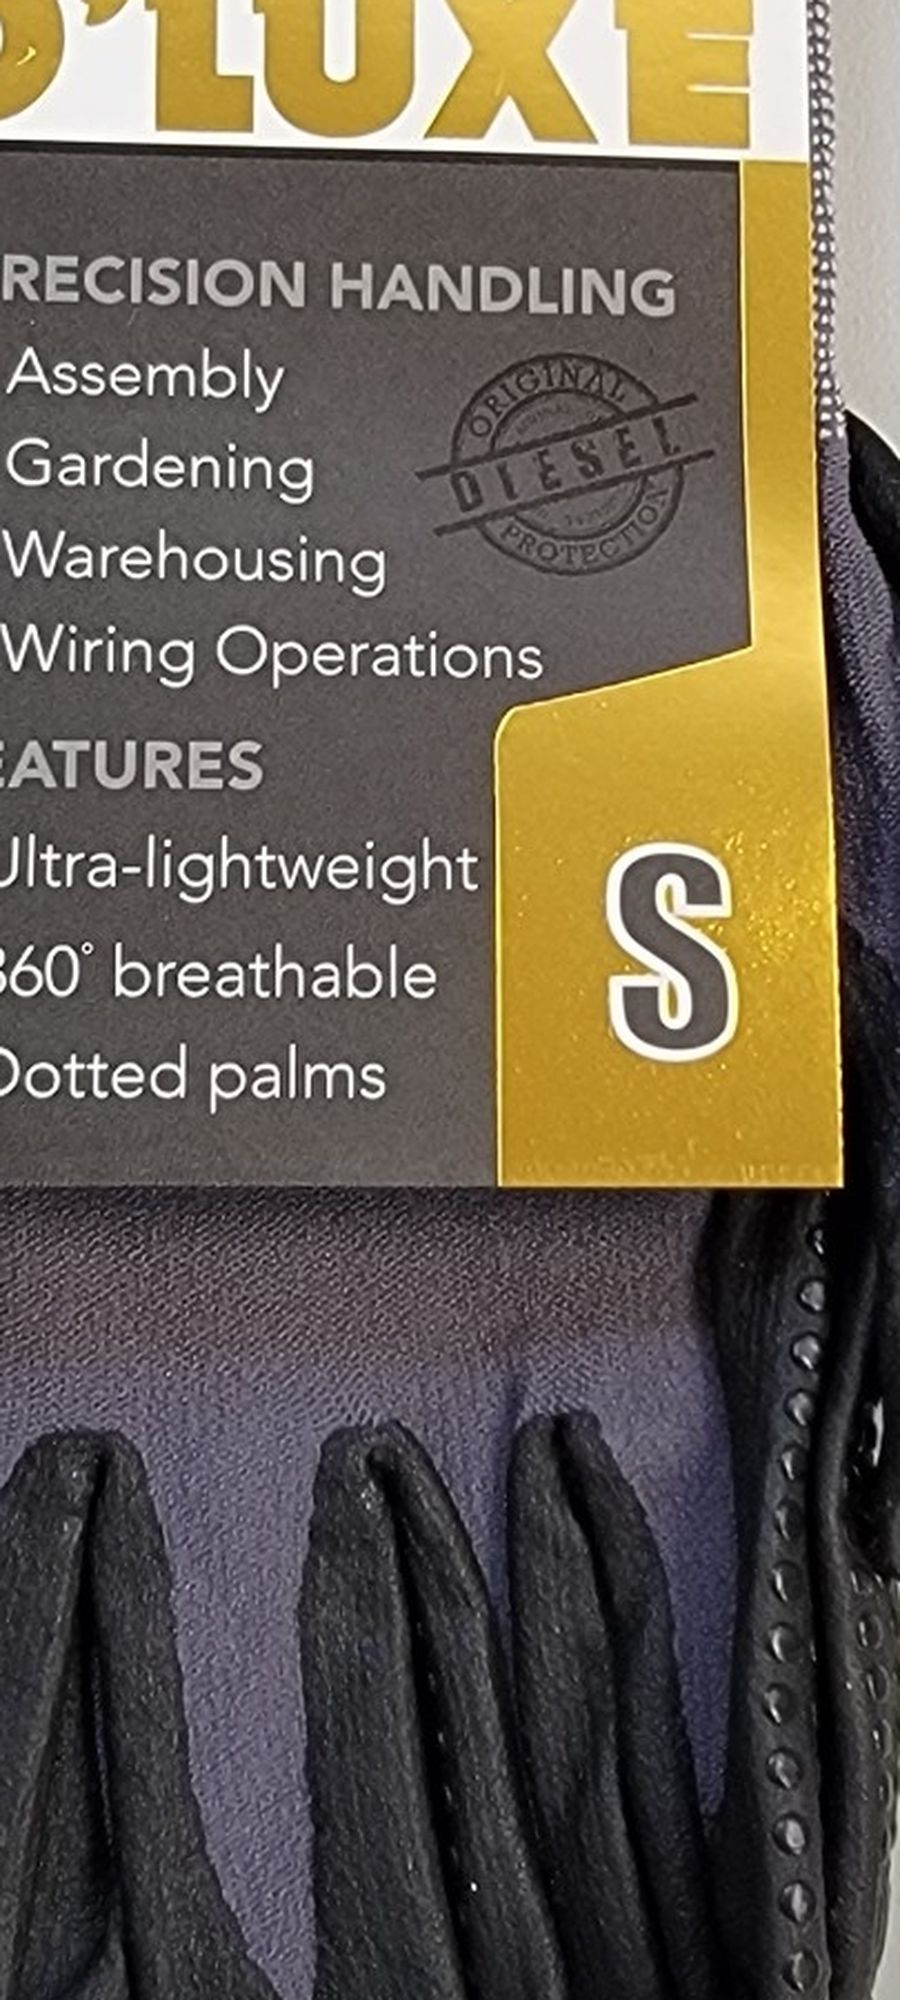 D'LUXE
RECISION HANDLING
Assembly
Gardening
Warehousing
Wiring Operations
ORIGINAL
DIESEL
PROTECTION
EATURES
Ultra-lightweight
360° breathable
Dotted palms
S